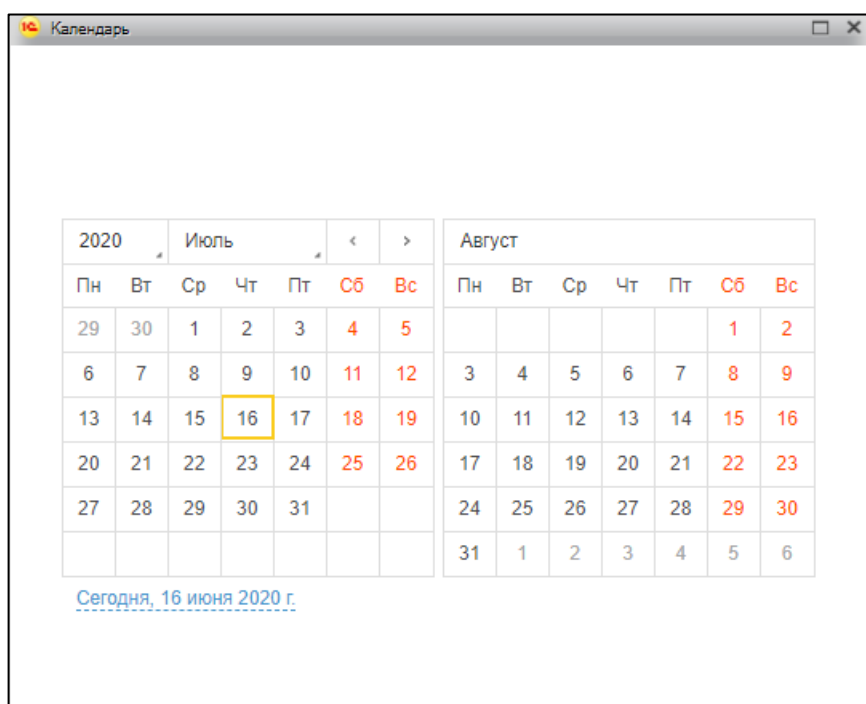 1С Календарь
2020 Июль < > Август
Пн Вт Ср Чт Пт Сб Вс Пн Вт Ср Чт Пт Сб Вс
29 30 1 2 3 4 5 1 2
6 7 8 9 10 11 12 3 4 5 6 7 8 9
13 14 15 16 17 18 19 10 11 12 13 14 15 16
20 21 22 23 24 25 26 17 18 19 20 21 22 23
27 28 29 30 31 24 25 26 27 28 29 30
31 1 2 3 4 5 6
Сегодня, 16 июня 2020 г.